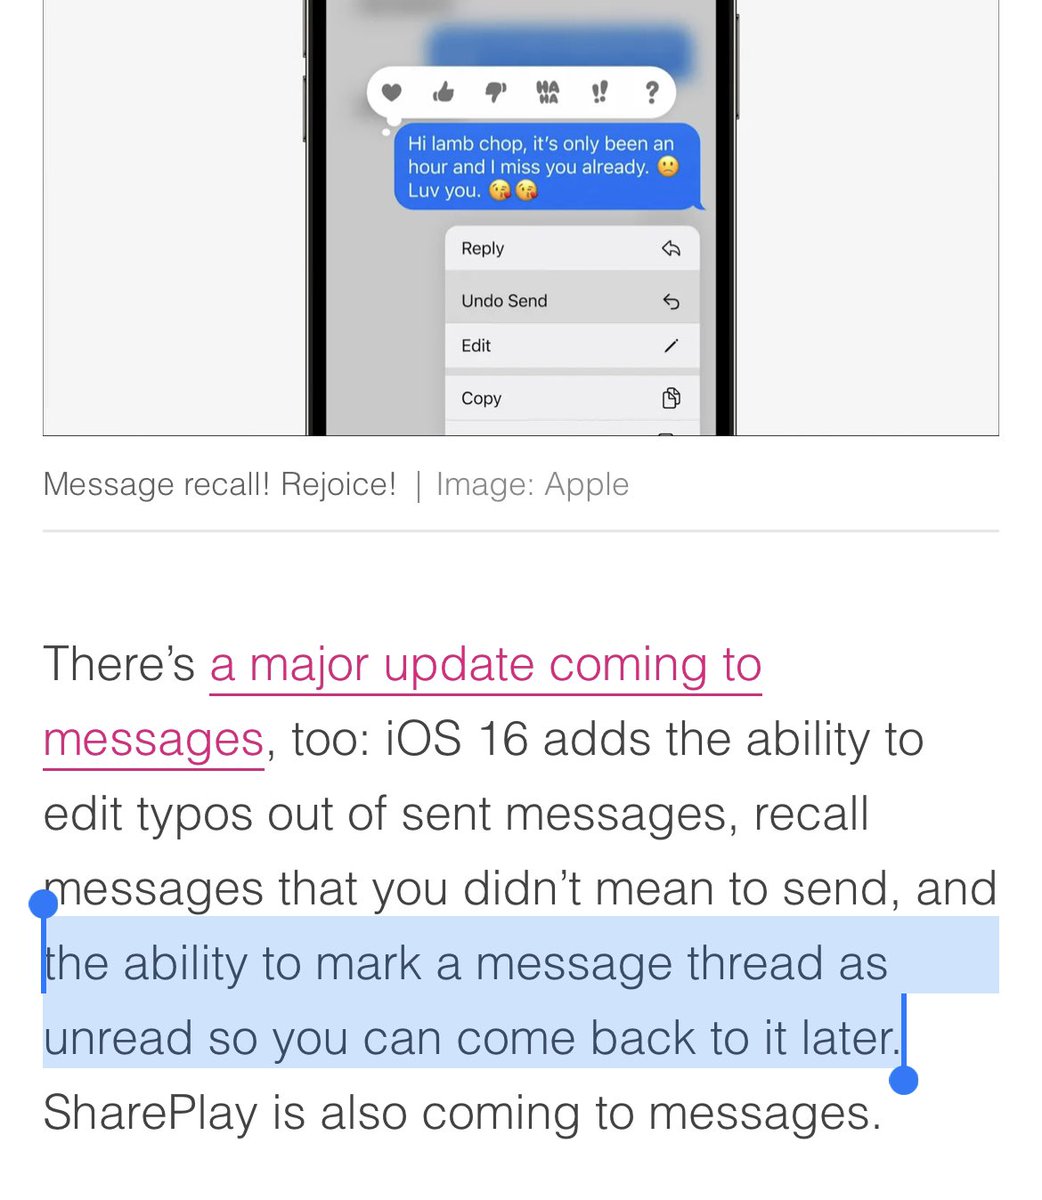 HA
HA
!!
?
Hi lamb chop, it's only been an
hour and I miss you already. 🙁
Luv you. 😘😘
Reply
Undo Send
Edit
Copy
Message recall! Rejoice! | Image: Apple
There’s a major update coming to
messages, too: iOS 16 adds the ability to
edit typos out of sent messages, recall
messages that you didn’t mean to send, and
the ability to mark a message thread as
unread so you can come back to it later.
SharePlay is also coming to messages.